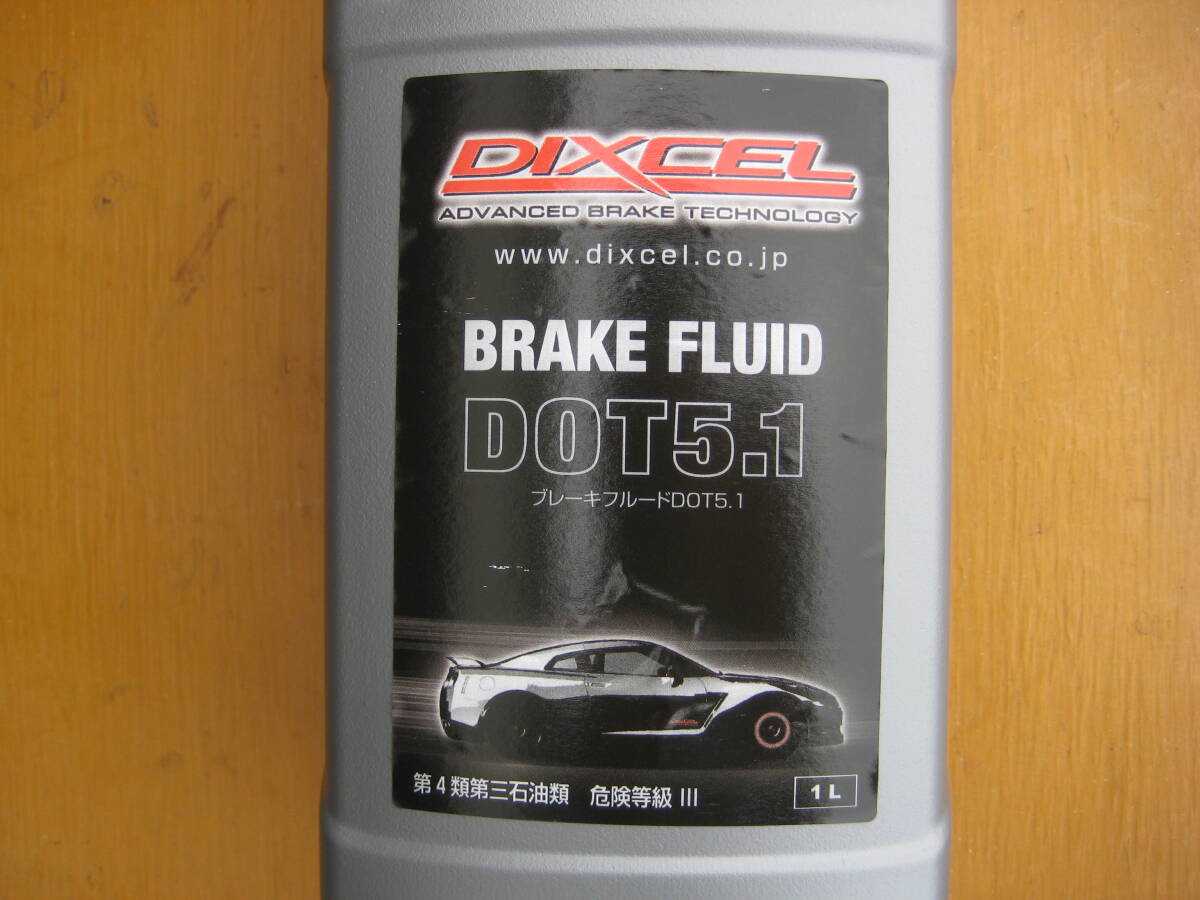 DIXCEL
ADVANCED BRAKE TECHNOLOGY
www.dixcel.co.jp
BRAKE FLUID
DOT5.1
ブレーキフルードDOT5.1
DIXCEL
第4類第三石油類 危険等級 III
1L